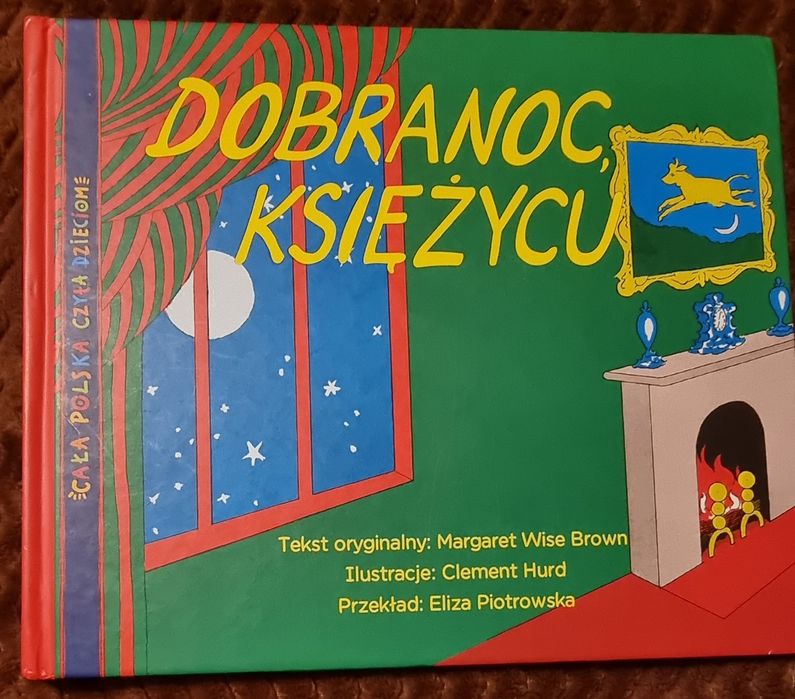 DOBRANOC,
KSIĘŻYCU
CAŁA POLSKA CZYTA DZIECIOM
Tekst oryginalny: Margaret Wise Brown
Ilustracje: Clement Hurd
Przekład: Eliza Piotrowska